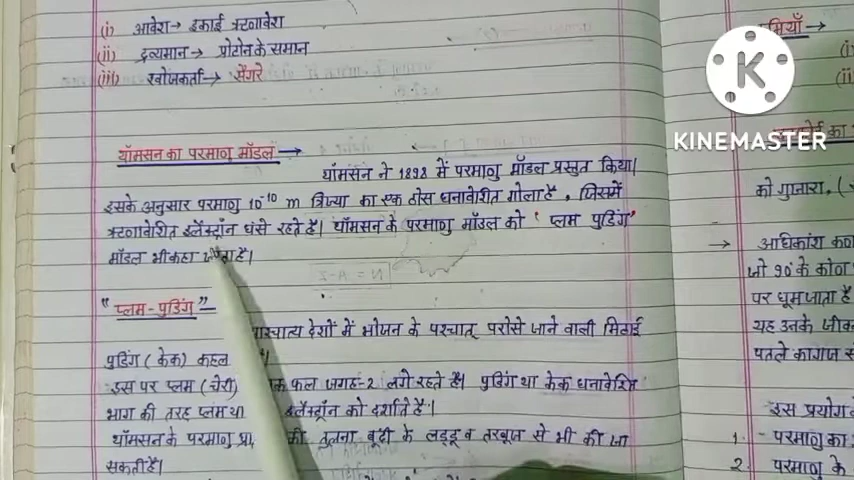 (i) आवेश→ इकाई ऋणावेश
(ii) द्रव्यमान→ प्रोटोन के समान
(iii) खोजकर्ता→ सेंगरे
थॉमसन का परमाणु मॉडल →
थॉमसन ने 1898 में परमाणु मॉडल प्रस्तुत किया।
इसके अनुसार परमाणु 10⁻¹⁰ m त्रिज्या का एक ठोस धनावेशित गोला है, जिसमें
ऋणावेशित इलेक्ट्रॉन धंसे रहते है। थॉमसन के परमाणु मॉडल को ' प्लम पुडिंग '
मॉडल भी कहा है।
"प्लम-पुडिंग" –
पाश्चात्य देशों में भोजन के पश्चात् परोसे जाने वाली मिठाई
पुडिंग (केक) कहल
इस पर प्लम (चेरी) फल जगह-2 लगे रहते है। पुडिंग या केक धनावेशित
भाग की तरह प्लम या इलेक्ट्रॉन को दर्शाते है।
थॉमसन के परमाणु प्रा की तुलना बूंदी के लड्डू व तरबूज से भी की जा
सकती है।
KINEMASTER
र्मियाँ →
(i)
(ii
का
को गुजारा, (
→ अधिकांश कण
जो 90° के कोण
पर घूम जाता है
यह उनके जीव
पतले कागज स
इस प्रयोग
1. परमाणु का
2. परमाणु के